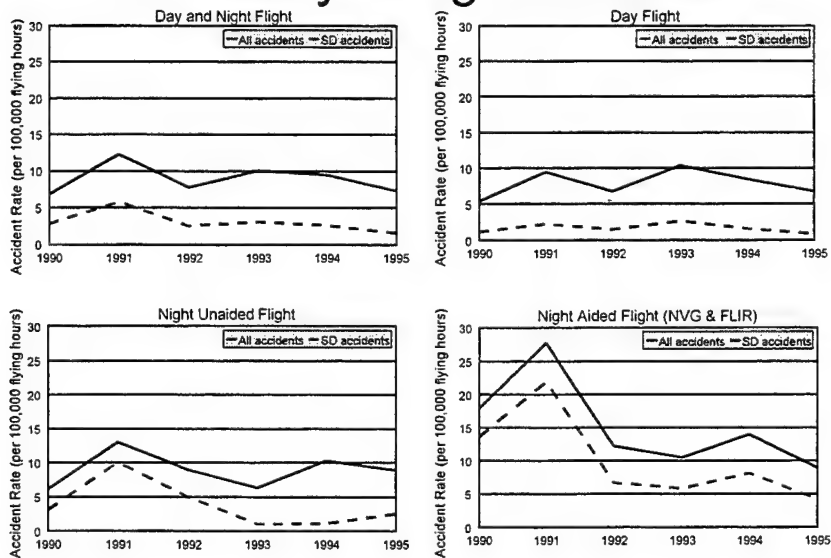 Day and Night Flight
All accidents SD accidents
Accident Rate (per 100,000 flying hours)
30
25
20
15
10
5
0
1990 1991 1992 1993 1994 1995
Day Flight
All accidents SD accidents
Accident Rate (per 100,000 flying hours)
30
25
20
15
10
5
0
1990 1991 1992 1993 1994 1995
Night Unaided Flight
All accidents SD accidents
Accident Rate (per 100,000 flying hours)
30
25
20
15
10
5
0
1990 1991 1992 1993 1994 1995
Night Aided Flight (NVG & FLIR)
All accidents SD accidents
Accident Rate (per 100,000 flying hours)
30
25
20
15
10
5
0
1990 1991 1992 1993 1994 1995